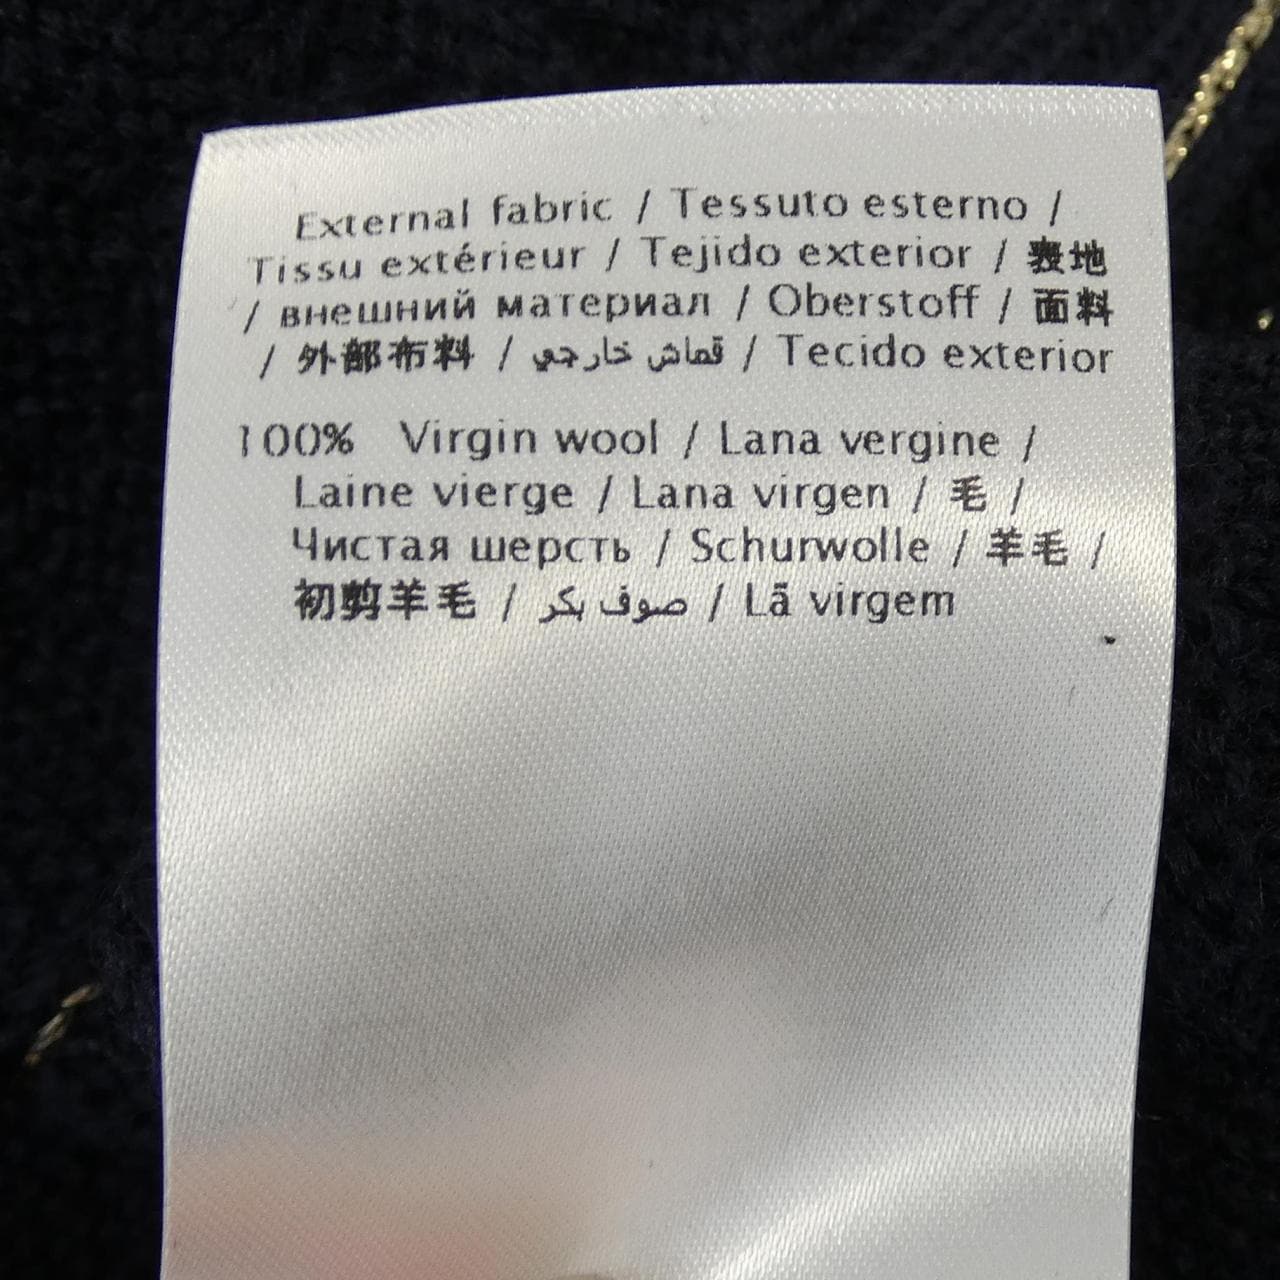 External fabric / Tessuto esterno /
Tissu extérieur / Tejido exterior / 表地
/ внешний материал / Oberstoff / 面料
/ 外部布料 / قماش خارجي / Tecido exterior
100% Virgin wool / Lana vergine /
Laine vierge / Lana virgen / 毛 /
Чистая шерсть / Schurwolle / 羊毛 /
初剪羊毛 / صوف بكر / Lã virgem